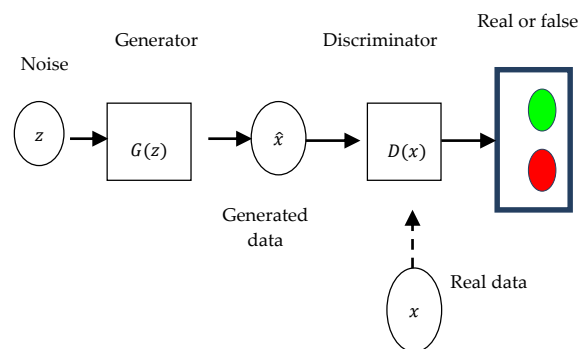 Real or false
Generator
Discriminator
Noise
z
G(z)
x̂
D(x)
Generated
data
Real data
x